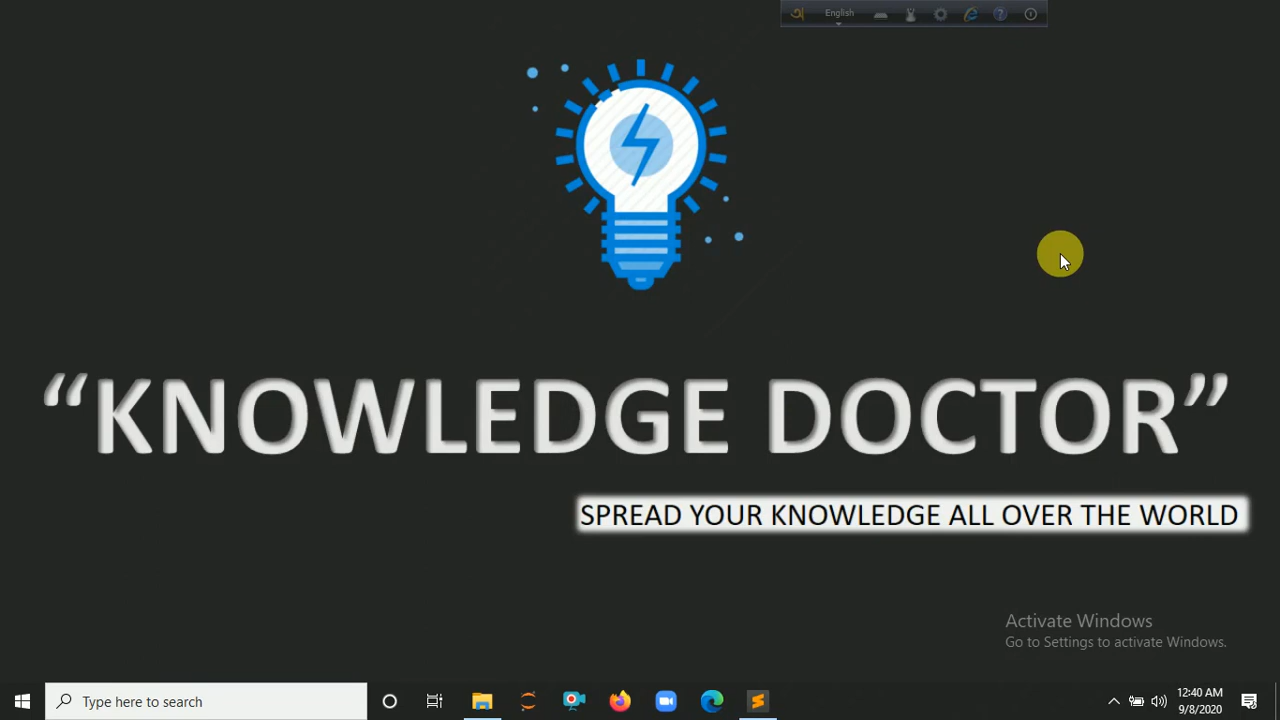 অ English
“KNOWLEDGE DOCTOR”
SPREAD YOUR KNOWLEDGE ALL OVER THE WORLD
Activate Windows
Go to Settings to activate Windows.
Type here to search
12:40 AM
9/8/2020